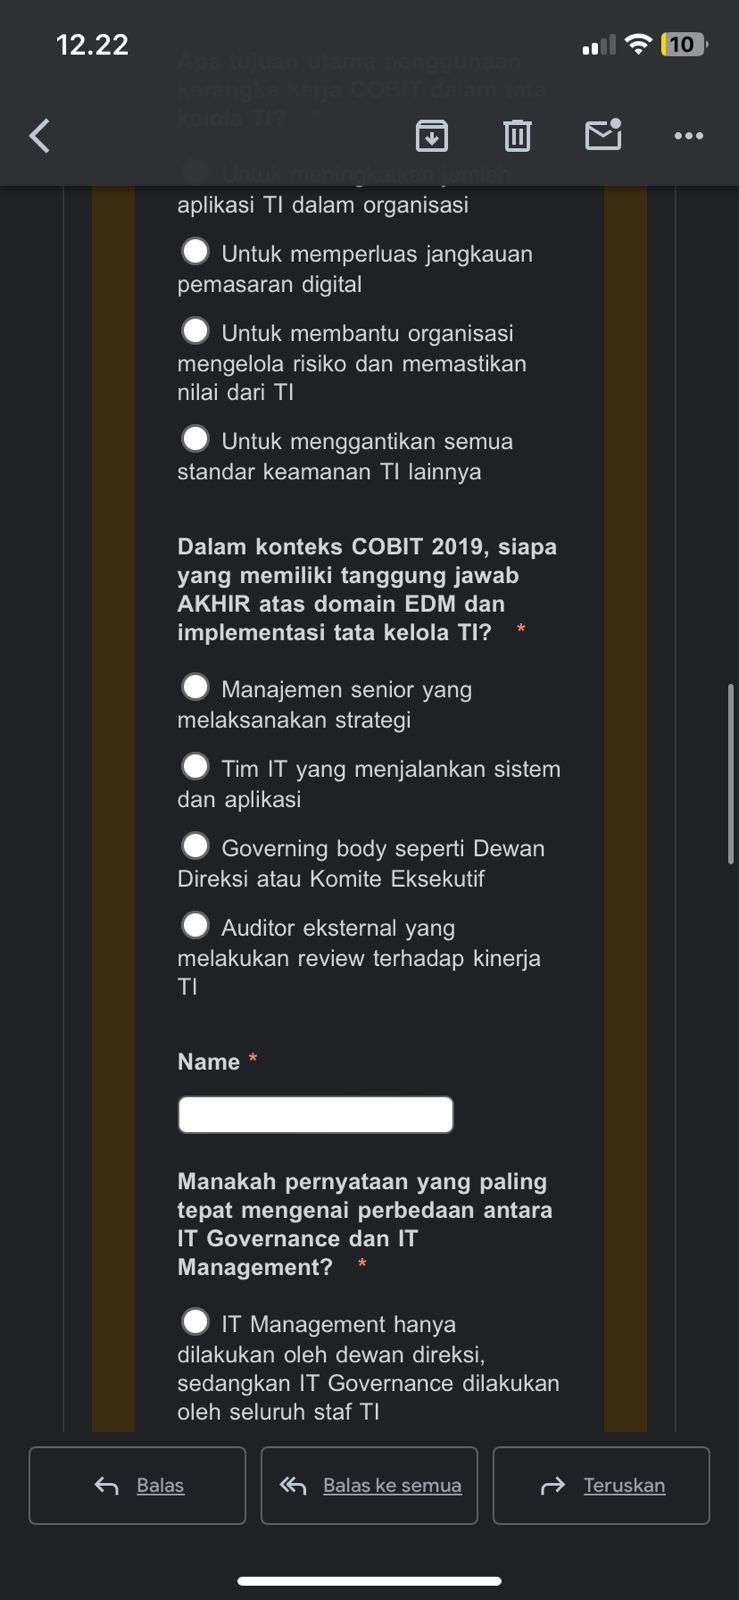 12.22
10
Apa tujuan utama penggunaan
kerangka kerja COBIT dalam tata
kelola TI? *
Untuk meningkatkan jumlah
aplikasi TI dalam organisasi
Untuk memperluas jangkauan
pemasaran digital
Untuk membantu organisasi
mengelola risiko dan memastikan
nilai dari TI
Untuk menggantikan semua
standar keamanan TI lainnya
Dalam konteks COBIT 2019, siapa
yang memiliki tanggung jawab
AKHIR atas domain EDM dan
implementasi tata kelola TI? *
Manajemen senior yang
melaksanakan strategi
Tim IT yang menjalankan sistem
dan aplikasi
Governing body seperti Dewan
Direksi atau Komite Eksekutif
Auditor eksternal yang
melakukan review terhadap kinerja
TI
Name *
Manakah pernyataan yang paling
tepat mengenai perbedaan antara
IT Governance dan IT
Management? *
IT Management hanya
dilakukan oleh dewan direksi,
sedangkan IT Governance dilakukan
oleh seluruh staf TI
Balas
Balas ke semua
Teruskan